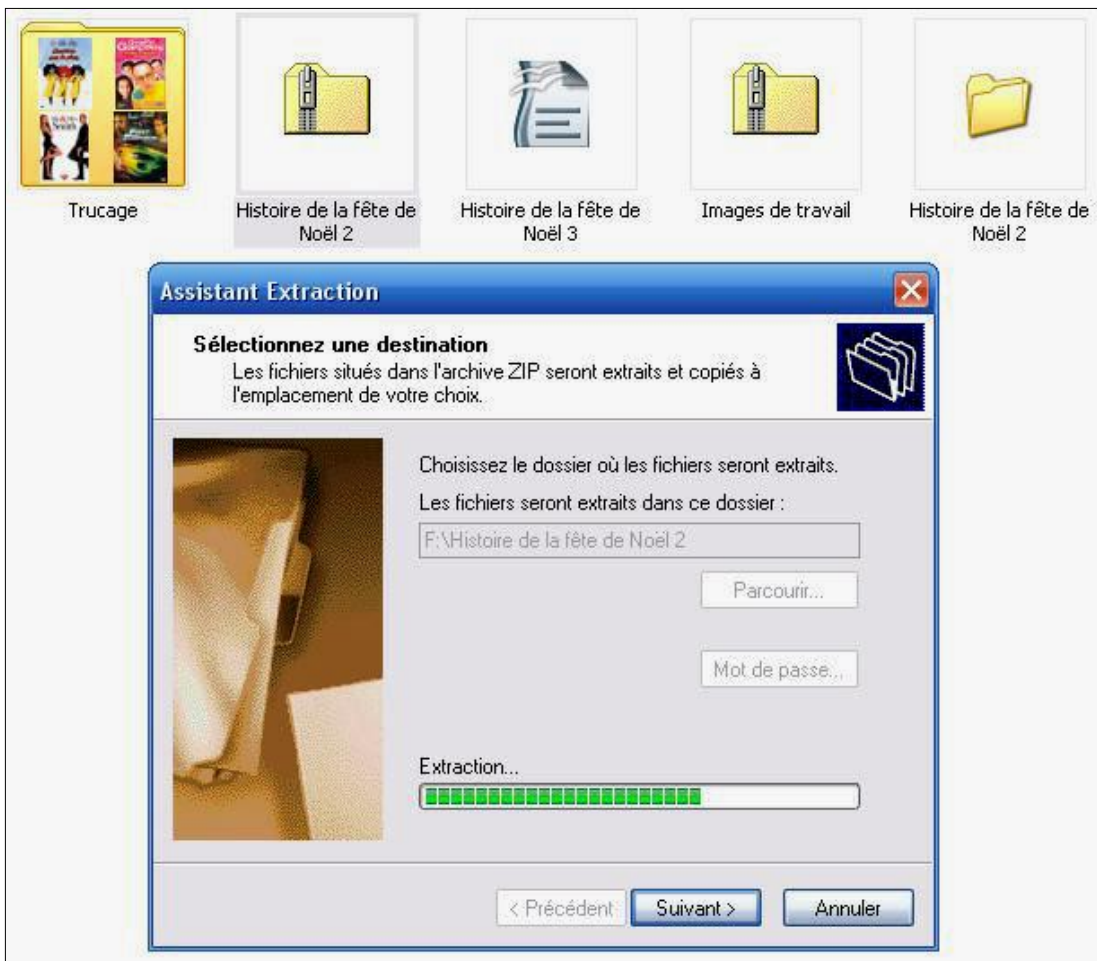 Trucage
Histoire de la fête de
Noël 2
Histoire de la fête de
Noël 3
Images de travail
Histoire de la fête de
Noël 2
Assistant Extraction
Sélectionnez une destination
Les fichiers situés dans l'archive ZIP seront extraits et copiés à
l'emplacement de votre choix.
Choisissez le dossier où les fichiers seront extraits.
Les fichiers seront extraits dans ce dossier :
F:\Histoire de la fête de Noël 2
Parcourir...
Mot de passe...
Extraction...
< Précédent
Suivant >
Annuler